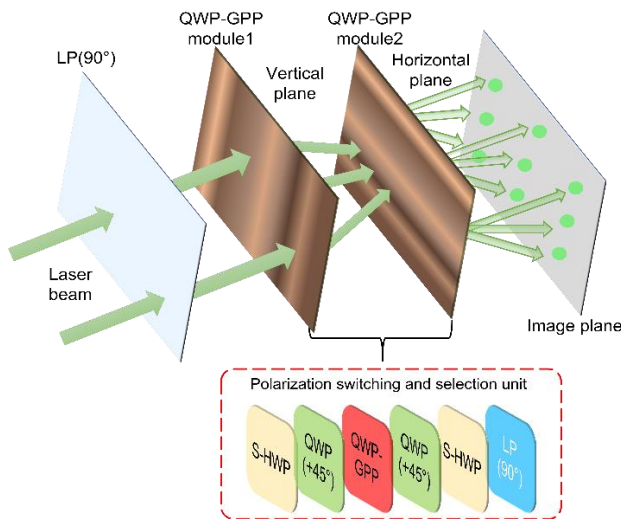 QWP-GPP
module1
QWP-GPP
module2
LP(90°)
Vertical
plane
Horizontal
plane
Laser
beam
Image plane
Polarization switching and selection unit
S-HWP
QWP
(+45°)
QWP-
GPP
QWP
(+45°)
S-HWP
LP
(90°)